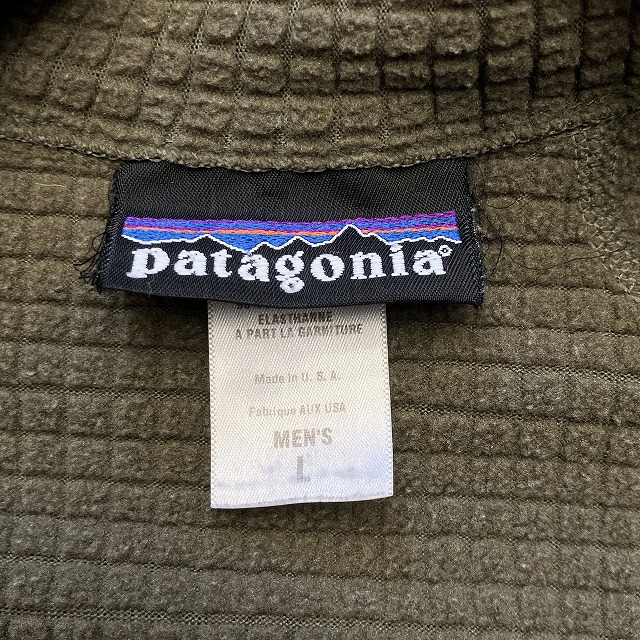 patagonia®
ELASTHANNE
A PART LA GARNITURE
Made in U. S. A.
Fabrique AUX USA
MEN'S
L